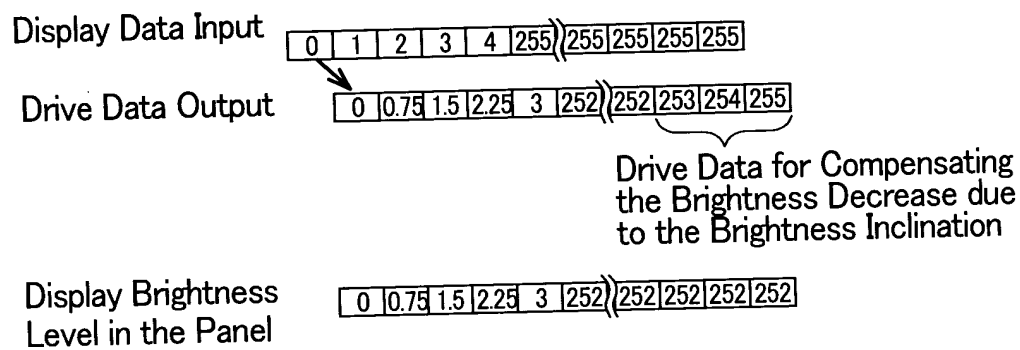 Display Data Input 0 1 2 3 4 255 255 255 255 255
Drive Data Output 0 0.75 1.5 2.25 3 252 252 253 254 255
Drive Data for Compensating
the Brightness Decrease due
to the Brightness Inclination
Display Brightness
Level in the Panel
0 0.75 1.5 2.25 3 252 252 252 252 252